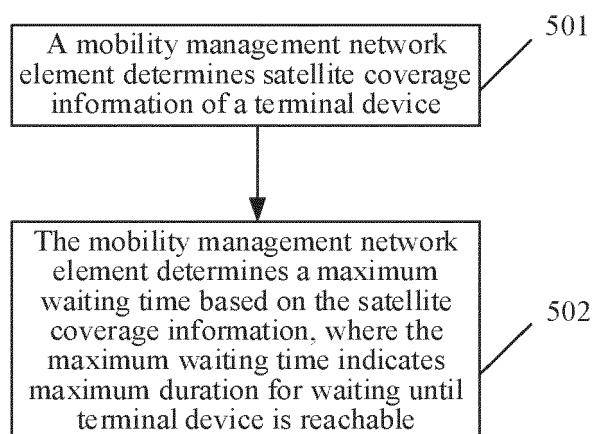 A mobility management network
element determines satellite coverage
information of a terminal device
501
The mobility management network
element determines a maximum
waiting time based on the satellite
coverage information, where the
maximum waiting time indicates
maximum duration for waiting until
terminal device is reachable
502